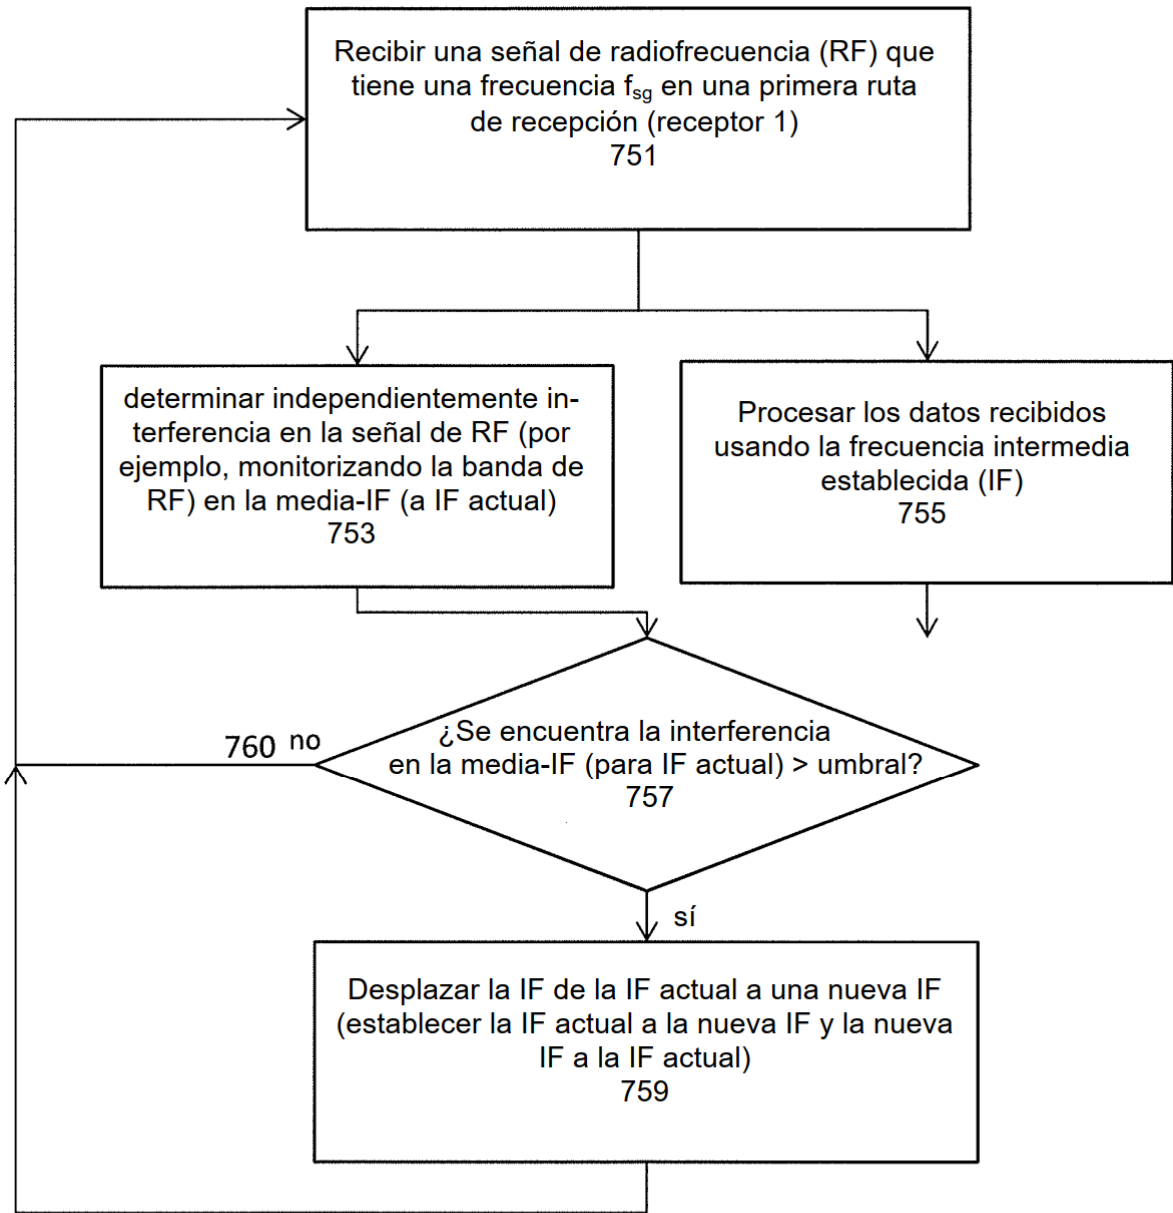 Recibir una señal de radiofrecuencia (RF) que
tiene una frecuencia fsg en una primera ruta
de recepción (receptor 1)
751
determinar independientemente in-
terferencia en la señal de RF (por
ejemplo, monitorizando la banda de
RF) en la media-IF (a IF actual)
753
Procesar los datos recibidos
usando la frecuencia intermedia
establecida (IF)
755
760 no
¿Se encuentra la interferencia
en la media-IF (para IF actual) > umbral?
757
sí
Desplazar la IF de la IF actual a una nueva IF
(establecer la IF actual a la nueva IF y la nueva
IF a la IF actual)
759